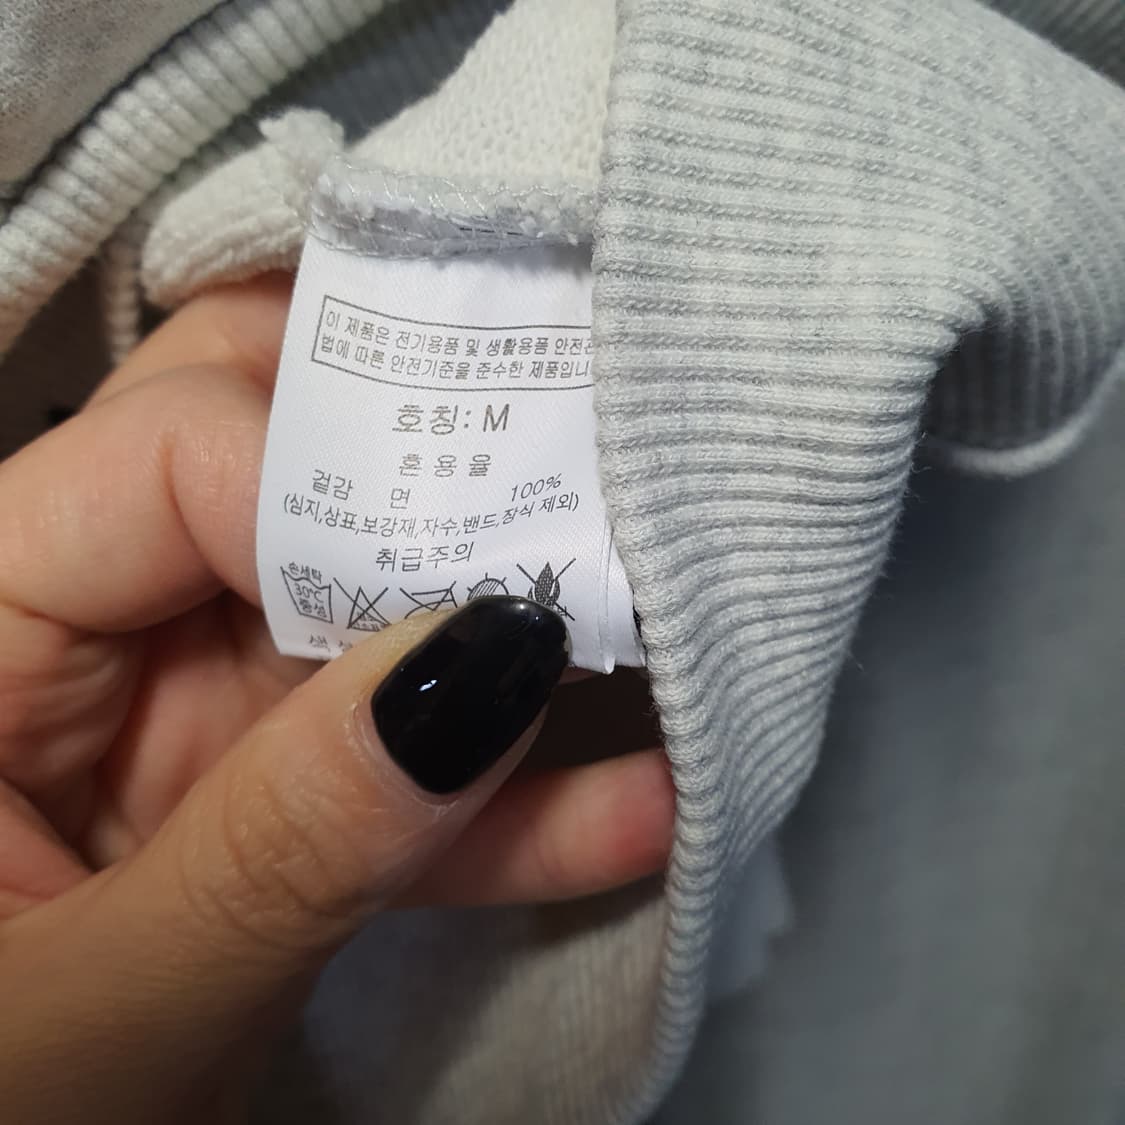 이 제품은 전기용품 및 생활용품 안전관
법에 따른 안전기준을 준수한 제품입니
호칭: M
혼용율
겉감 면 100%
(심지,상표,보강재,자수,밴드,장식 제외)
취급주의
손세탁
30℃
중성
색